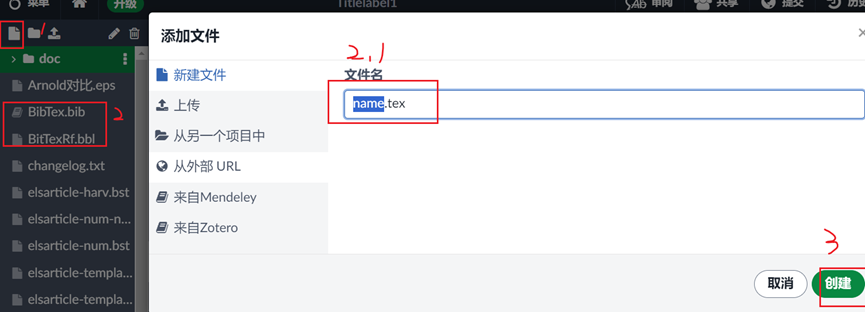 菜单
升级
Titlelabel1
审阅
共享
提交
历史
1
添加文件
2.1
doc
新建文件
文件名
Arnold对比.eps
上传
name.tex
BibTex.bib
2
从另一个项目中
BitTexRf.bbl
changelog.txt
从外部 URL
elsarticle-harv.bst
来自Mendeley
elsarticle-num-n...
来自Zotero
elsarticle-num.bst
3
elsarticle-templa...
取消
创建
elsarticle-templa...